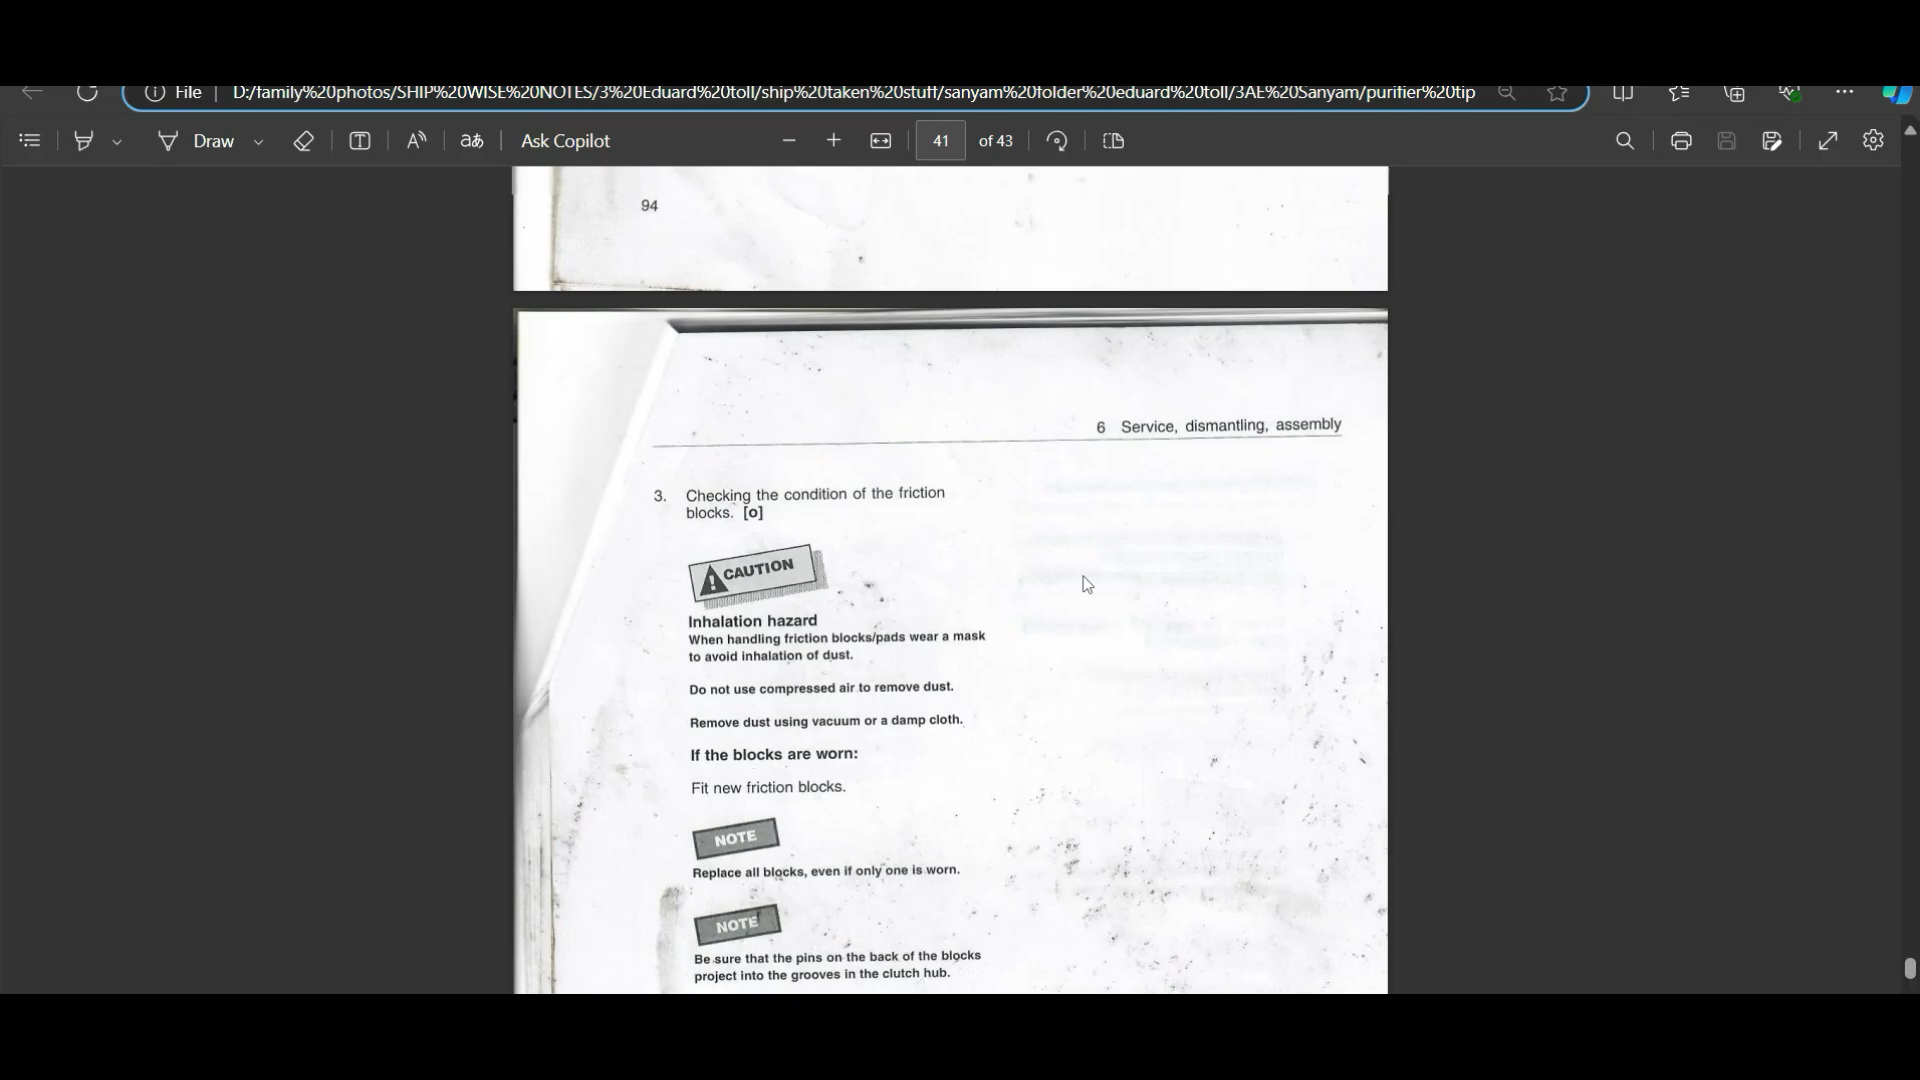 File
D:/family%20photos/SHIP%20WISE%20NOTES/3%20Eduard%20toll/ship%20taken%20stuff/sanyam%20folder%20eduard%20toll/3AE%20Sanyam/purifier%20tip
Draw
aあ
Ask Copilot
41 of 43
94
6 Service, dismantling, assembly
3. Checking the condition of the friction
blocks. [o]
CAUTION
Inhalation hazard
When handling friction blocks/pads wear a mask
to avoid inhalation of dust.
Do not use compressed air to remove dust.
Remove dust using vacuum or a damp cloth.
If the blocks are worn:
Fit new friction blocks.
NOTE
Replace all blocks, even if only one is worn.
NOTE
Be sure that the pins on the back of the blocks
project into the grooves in the clutch hub.